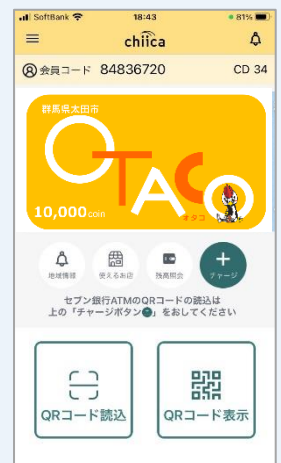 SoftBank 18:43 81%
chiica
会員コード 84836720 CD 34
群馬県太田市
OTACO
10,000 coin
オタコ
地域情報 使えるお店 残高照会 チャージ
セブン銀行ATMのQRコードの読込は
上の「チャージボタン+」をおしてください
QRコード読込 QRコード表示